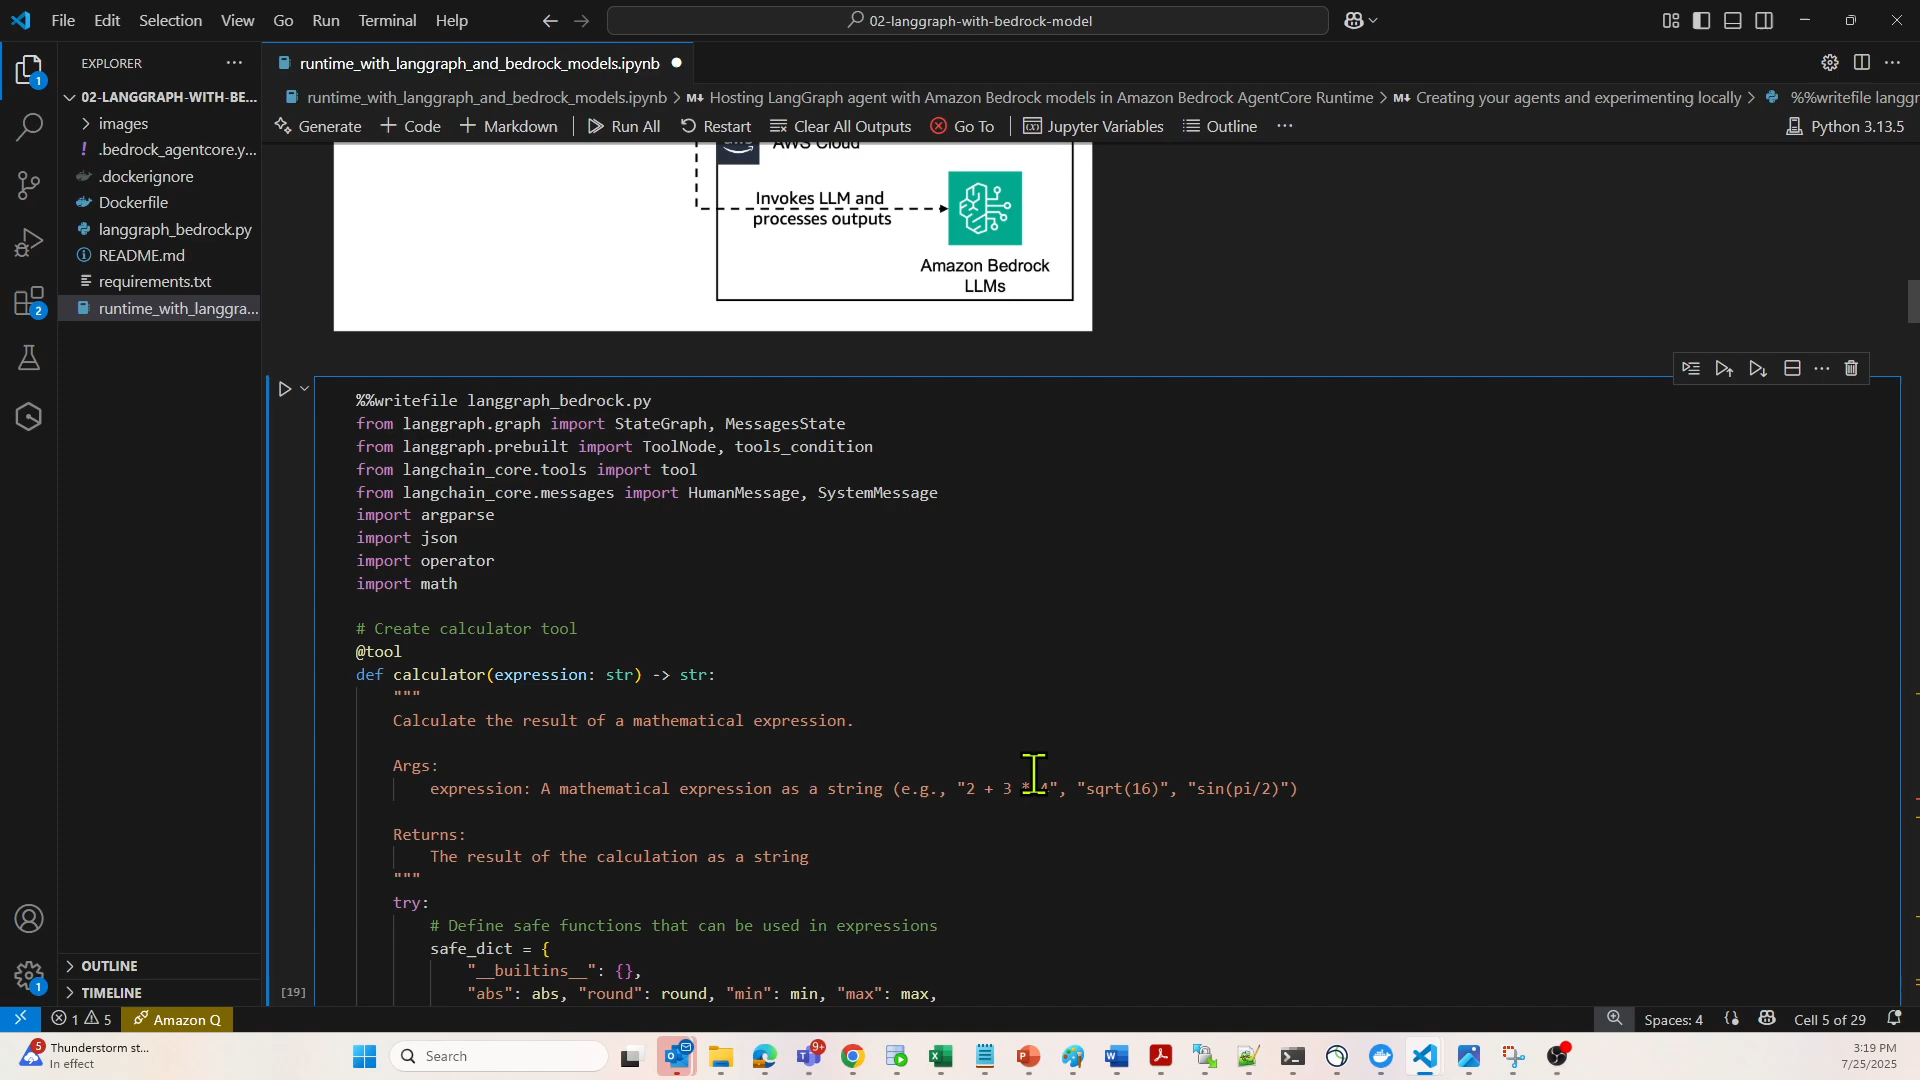 File Edit Selection View Go Run Terminal Help
02-langgraph-with-bedrock-model
EXPLORER
runtime_with_langgraph_and_bedrock_models.ipynb
02-LANGGRAPH-WITH-BE...
runtime_with_langgraph_and_bedrock_models.ipynb > M↓ Hosting LangGraph agent with Amazon Bedrock models in Amazon Bedrock AgentCore Runtime > M↓ Creating your agents and experimenting locally > %%writefile langgr
Generate + Code + Markdown Run All Restart Clear All Outputs Go To Jupyter Variables Outline ... Python 3.13.5
images
.bedrock_agentcore.y...
.dockerignore
Dockerfile
langgraph_bedrock.py
README.md
requirements.txt
runtime_with_langgra...
AWS Cloud
Invokes LLM and
processes outputs
Amazon Bedrock
LLMs
%%writefile langgraph_bedrock.py
from langgraph.graph import StateGraph, MessagesState
from langgraph.prebuilt import ToolNode, tools_condition
from langchain_core.tools import tool
from langchain_core.messages import HumanMessage, SystemMessage
import argparse
import json
import operator
import math
# Create calculator tool
@tool
def calculator(expression: str) -> str:
"""
Calculate the result of a mathematical expression.
Args:
expression: A mathematical expression as a string (e.g., "2 + 3 * 4", "sqrt(16)", "sin(pi/2)")
Returns:
The result of the calculation as a string
"""
try:
# Define safe functions that can be used in expressions
safe_dict = {
"__builtins__": {},
"abs": abs, "round": round, "min": min, "max": max,
[19]
OUTLINE
TIMELINE
1 5 Amazon Q
Spaces: 4 Cell 5 of 29
Thunderstorm st...
In effect
Search
3:19 PM
7/25/2025